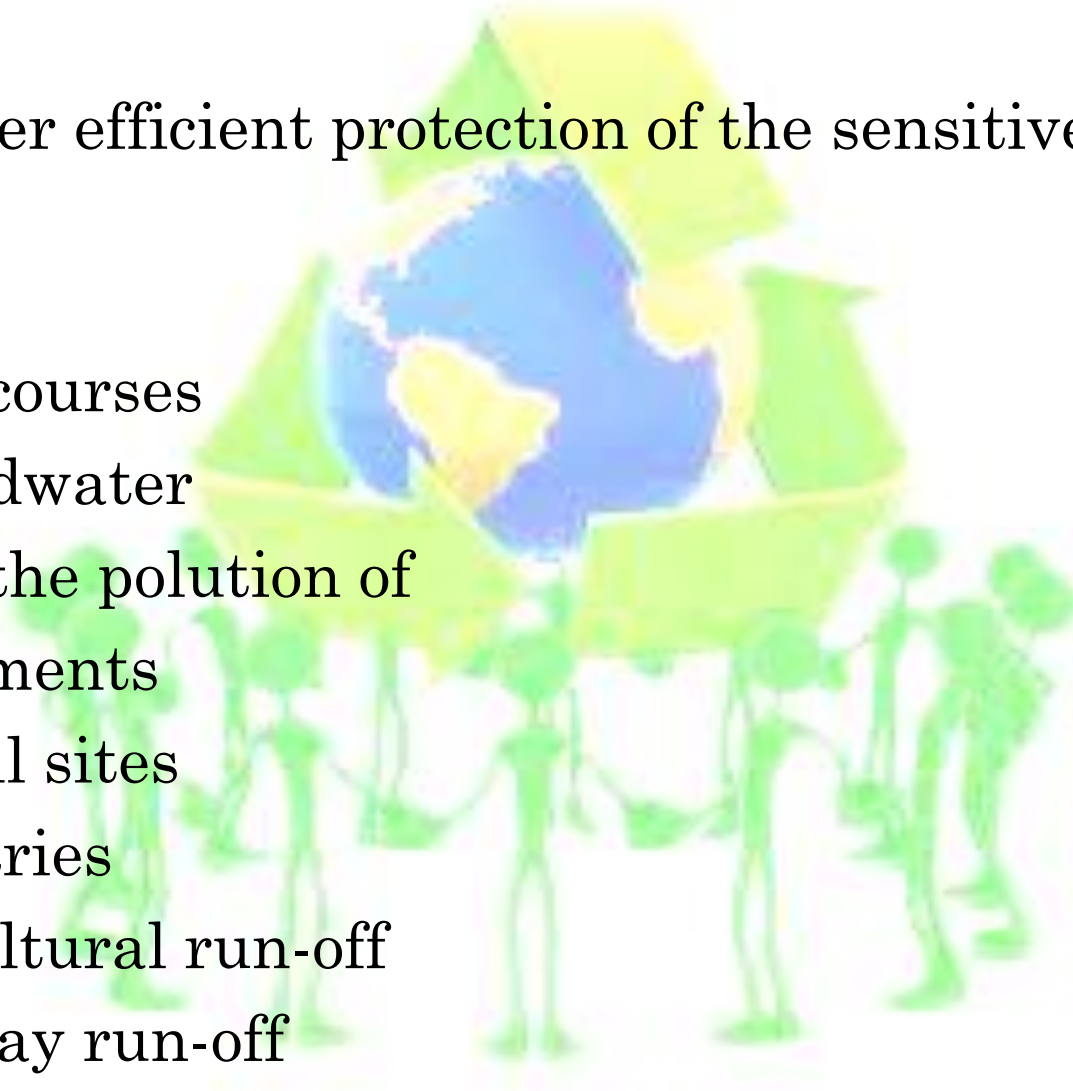 er efficient protection of the sensitive
courses
dwater
the polution of
ments
l sites
ries
ltural run-off
ay run-off